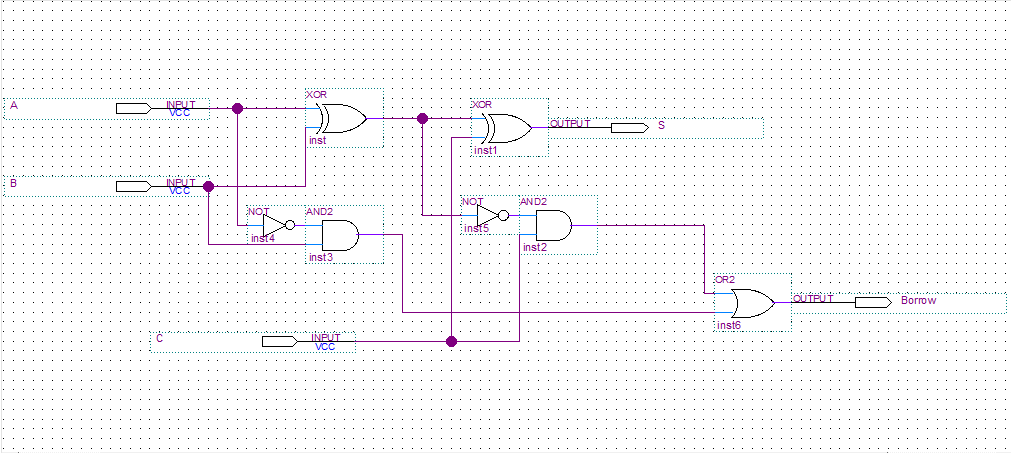 XOR
XOR
A
INPUT
VCC
OUTPUT
S
inst
inst1
B
INPUT
VCC
NOT
AND2
NOT
AND2
inst4
inst3
inst5
inst2
OR2
OUTPUT
Borrow
inst6
C
INPUT
VCC